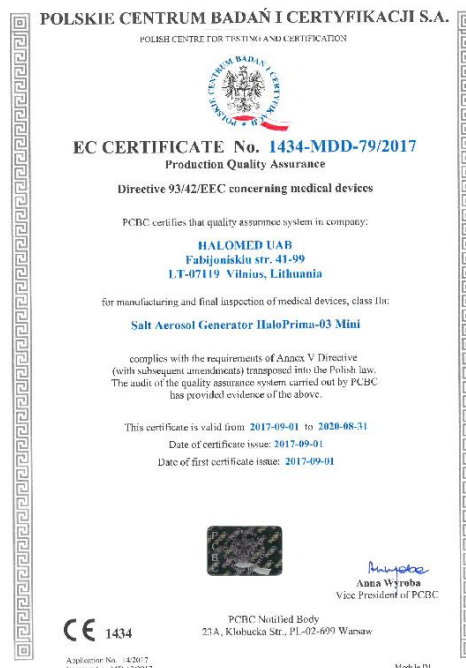 POLSKIE CENTRUM BADAŃ I CERTYFIKACJI S.A.
POLISH CENTRE FOR TESTING AND CERTIFICATION
POLSKIE CENTRUM BADAŃ I CERTYFIKACJI
EC CERTIFICATE No. 1434-MDD-79/2017
Production Quality Assurance
Directive 93/42/EEC concerning medical devices
PCBC certifies that quality assurance system in company:
HALOMED UAB
Fabijoniskiu str. 41-99
LT-07119 Vilnius, Lithuania
for manufacturing and final inspection of medical devices, class IIa:
Salt Aerosol Generator HaloPrima-03 Mini
complies with the requirements of Annex V Directive
(with subsequent amendments) transposed into the Polish law.
The audit of the quality assurance system carried out by PCBC
has provided evidence of the above.
This certificate is valid from 2017-09-01 to 2020-08-31
Date of certificate issue: 2017-09-01
Date of first certificate issue: 2017-09-01
PCBC
Anna Wyroba
Vice President of PCBC
CE 1434
PCBC Notified Body
23A, Klobucka Str., PL-02-699 Warsaw
Application No. 14/2017
Module D1